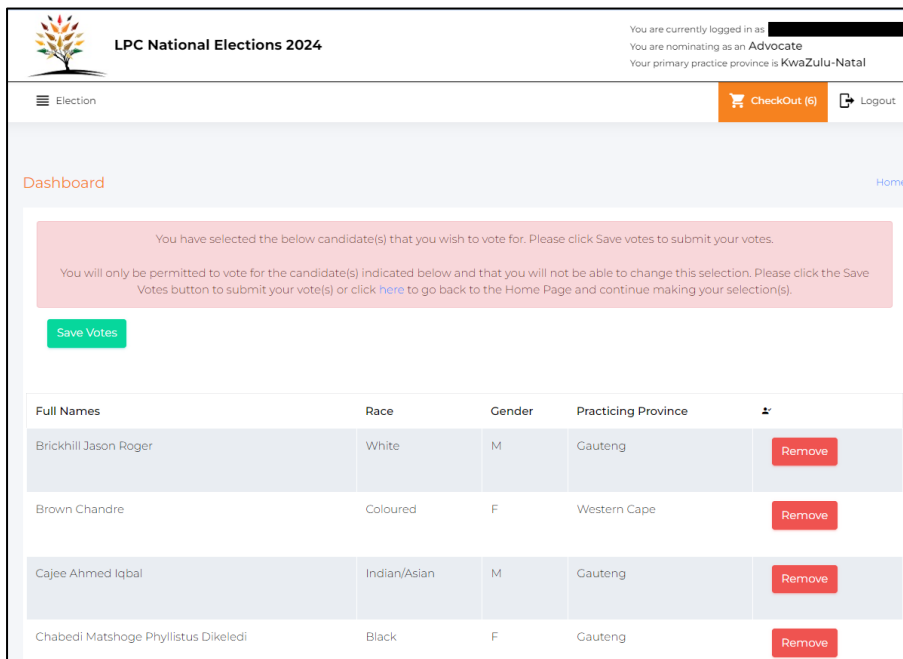 LPC National Elections 2024
You are currently logged in as
You are nominating as an Advocate
Your primary practice province is KwaZulu-Natal
Election
CheckOut (6)
Logout
Dashboard
Home
You have selected the below candidate(s) that you wish to vote for. Please click Save votes to submit your votes.
You will only be permitted to vote for the candidate(s) indicated below and that you will not be able to change this selection. Please click the Save
Votes button to submit your vote(s) or click here to go back to the Home Page and continue making your selection(s).
Save Votes
Full Names Race Gender Practicing Province
Brickhill Jason Roger White M Gauteng Remove
Brown Chandre Coloured F Western Cape Remove
Cajee Ahmed Iqbal Indian/Asian M Gauteng Remove
Chabedi Matshoge Phyllistus Dikeledi Black F Gauteng Remove